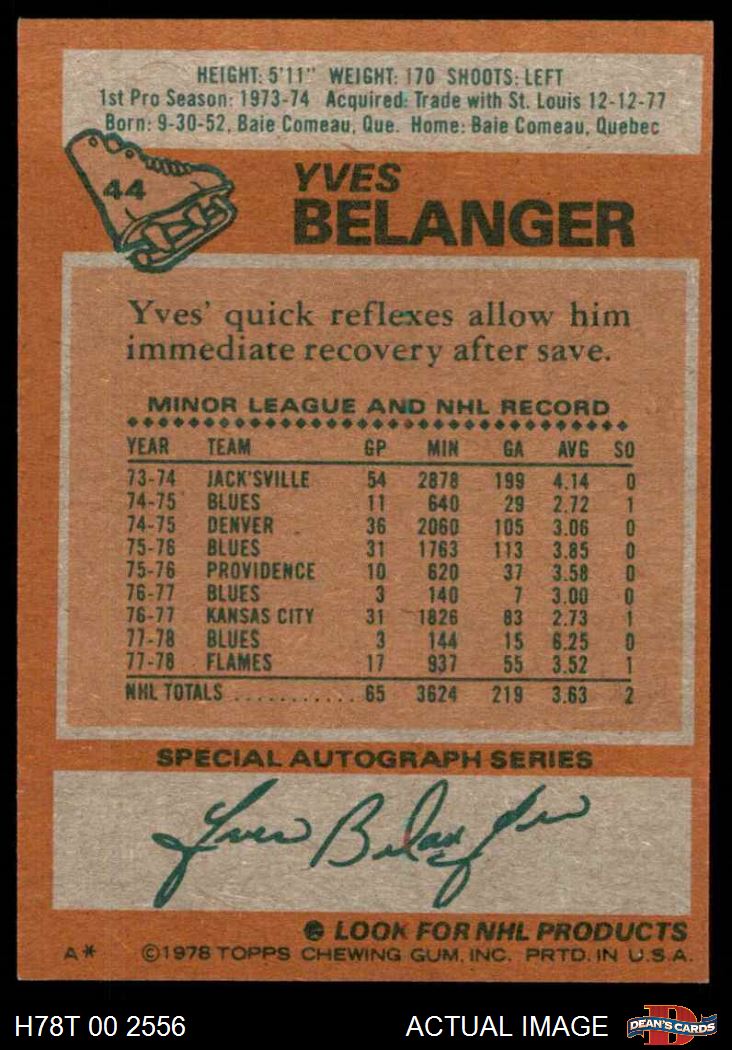 HEIGHT: 5'11" WEIGHT: 170 SHOOTS: LEFT
1st Pro Season: 1973-74 Acquired: Trade with St. Louis 12-12-77
Born: 9-30-52, Baie Comeau, Que. Home: Baie Comeau, Quebec
44
YVES
BELANGER
Yves' quick reflexes allow him
immediate recovery after save.
MINOR LEAGUE AND NHL RECORD
YEAR TEAM GP MIN GA AVG SO
73-74 JACK'SVILLE 54 2878 199 4.14 0
74-75 BLUES 11 640 29 2.72 1
74-75 DENVER 36 2060 105 3.06 0
75-76 BLUES 31 1763 113 3.85 0
75-76 PROVIDENCE 10 620 37 3.58 0
76-77 BLUES 3 140 7 3.00 0
76-77 KANSAS CITY 31 1826 83 2.73 1
77-78 BLUES 3 144 15 6.25 0
77-78 FLAMES 17 937 55 3.52 1
NHL TOTALS ........... 65 3624 219 3.63 2
SPECIAL AUTOGRAPH SERIES
Yves Belanger
LOOK FOR NHL PRODUCTS
A* ©1978 TOPPS CHEWING GUM, INC. PRTD. IN U.S.A.
H78T 00 2556 ACTUAL IMAGE
D
DEAN'S CARDS